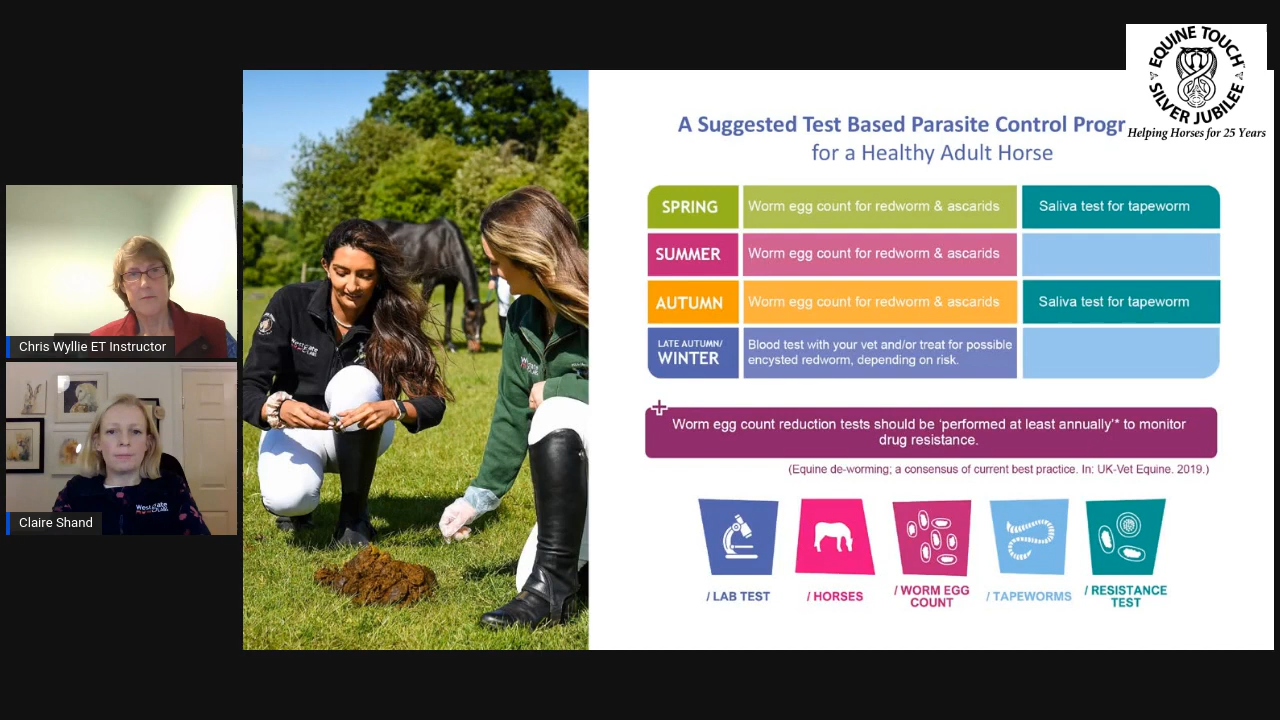 EQUINE TOUCH
SILVER JUBILEE
Helping Horses for 25 Years
A Suggested Test Based Parasite Control Progr
for a Healthy Adult Horse
SPRING
Worm egg count for redworm & ascarids
Saliva test for tapeworm
SUMMER
Worm egg count for redworm & ascarids
AUTUMN
Worm egg count for redworm & ascarids
Saliva test for tapeworm
LATE AUTUMN/
WINTER
Blood test with your vet and/or treat for possible
encysted redworm, depending on risk.
Worm egg count reduction tests should be ‘performed at least annually’* to monitor
drug resistance.
(Equine de-worming; a consensus of current best practice. In: UK-Vet Equine. 2019.)
/ LAB TEST
/ HORSES
/ WORM EGG
COUNT
/ TAPEWORMS
/ RESISTANCE
TEST
Chris Wyllie ET Instructor
Claire Shand